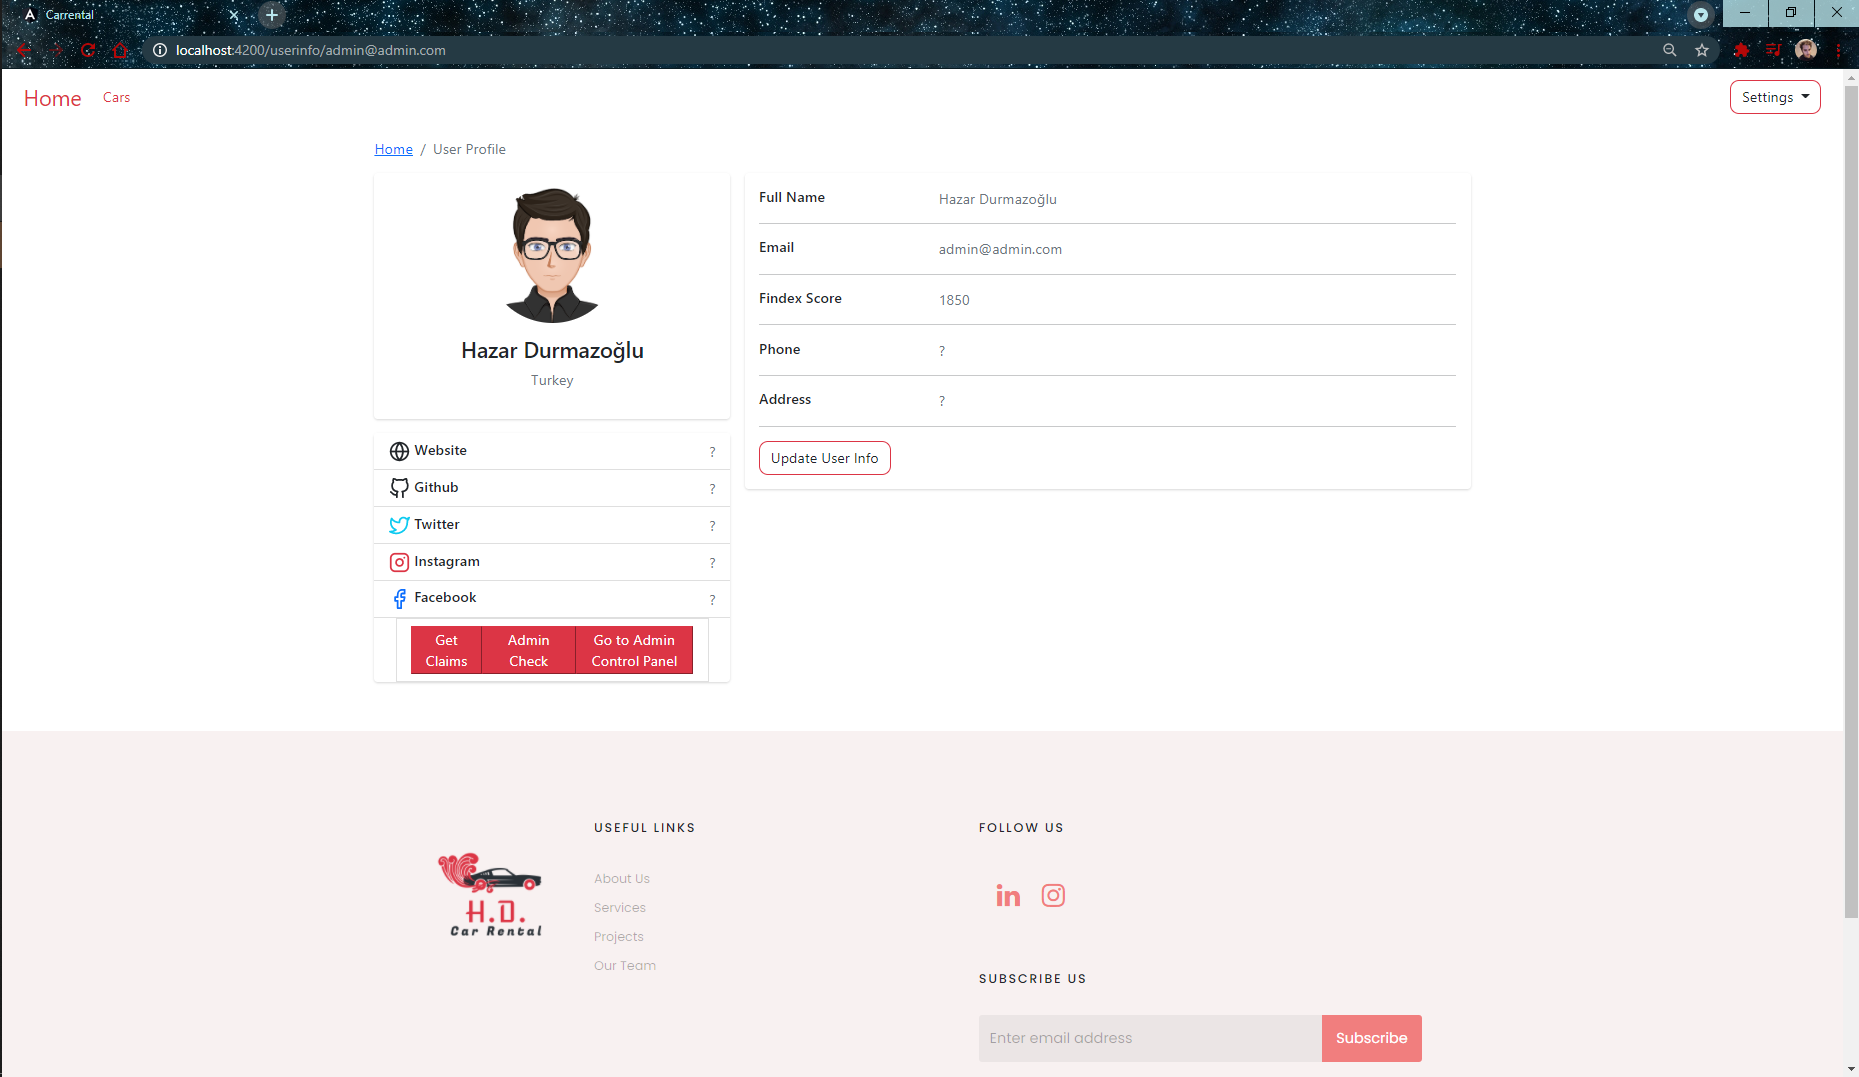 Carrental
localhost:4200/userinfo/admin@admin.com
Home Cars Settings
Home / User Profile
Hazar Durmazoğlu
Turkey
Full Name Hazar Durmazoğlu
Email admin@admin.com
Findex Score 1850
Phone ?
Address ?
Update User Info
Website ?
Github ?
Twitter ?
Instagram ?
Facebook ?
Get Claims
Admin Check
Go to Admin Control Panel
H.D.
Car Rental
USEFUL LINKS
About Us
Services
Projects
Our Team
FOLLOW US
in
SUBSCRIBE US
Enter email address Subscribe